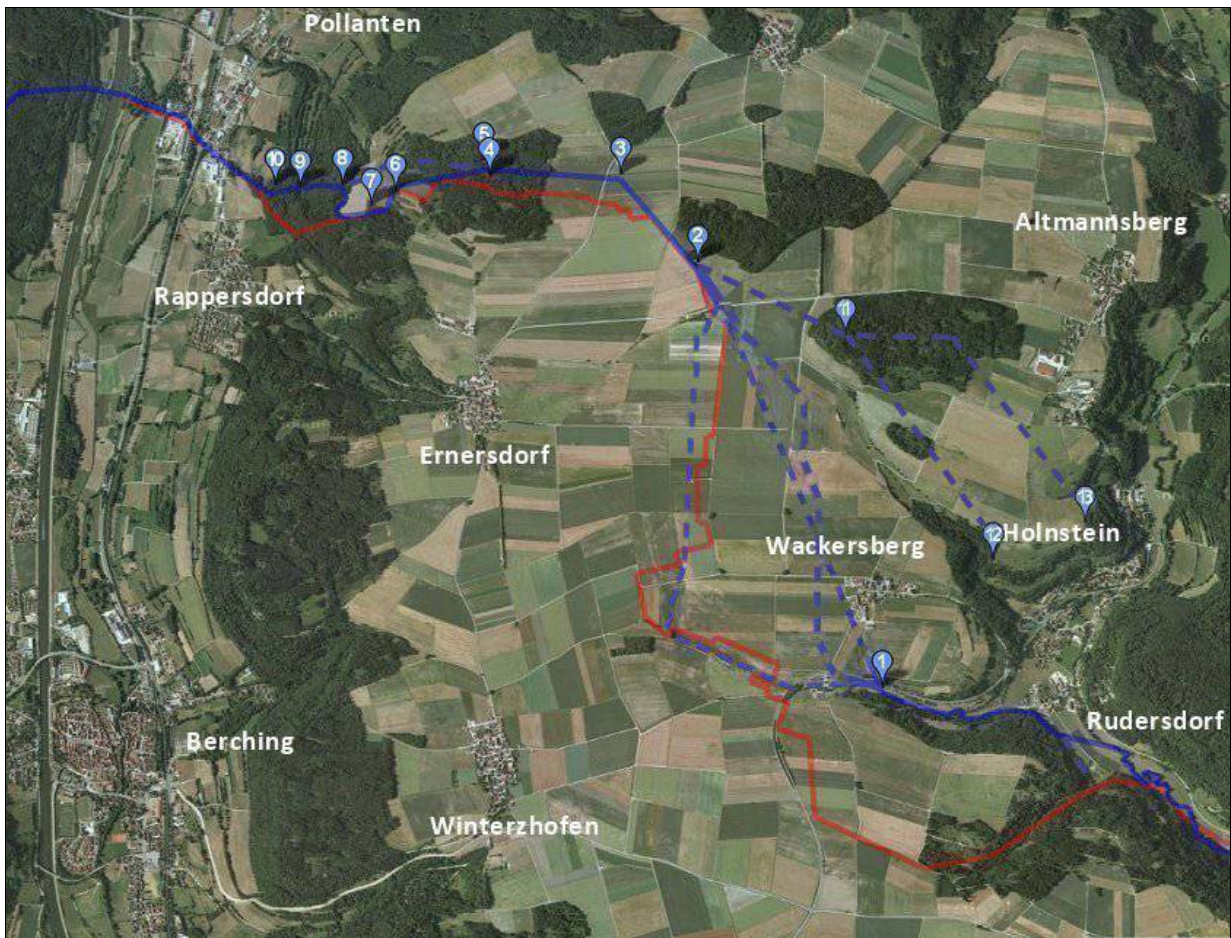 Pollanten
5
4
3
10
9
8
6
7
2
Altmannsberg
Rappersdorf
11
Ernersdorf
13
12
Holnstein
Wackersberg
1
Rudersdorf
Berching
Winterzhofen